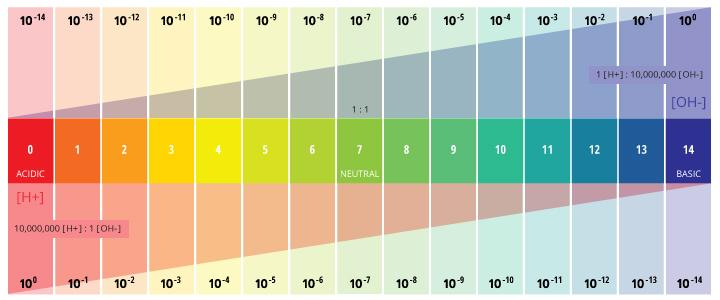 10⁻¹⁴ 10⁻¹³ 10⁻¹² 10⁻¹¹ 10⁻¹⁰ 10⁻⁹ 10⁻⁸ 10⁻⁷ 10⁻⁶ 10⁻⁵ 10⁻⁴ 10⁻³ 10⁻² 10⁻¹ 10⁰
1 [H+] : 10,000,000 [OH-]
1 : 1
[OH-]
0 1 2 3 4 5 6 7 8 9 10 11 12 13 14
ACIDIC NEUTRAL BASIC
[H+]
10,000,000 [H+] : 1 [OH-]
10⁰ 10⁻¹ 10⁻² 10⁻³ 10⁻⁴ 10⁻⁵ 10⁻⁶ 10⁻⁷ 10⁻⁸ 10⁻⁹ 10⁻¹⁰ 10⁻¹¹ 10⁻¹² 10⁻¹³ 10⁻¹⁴